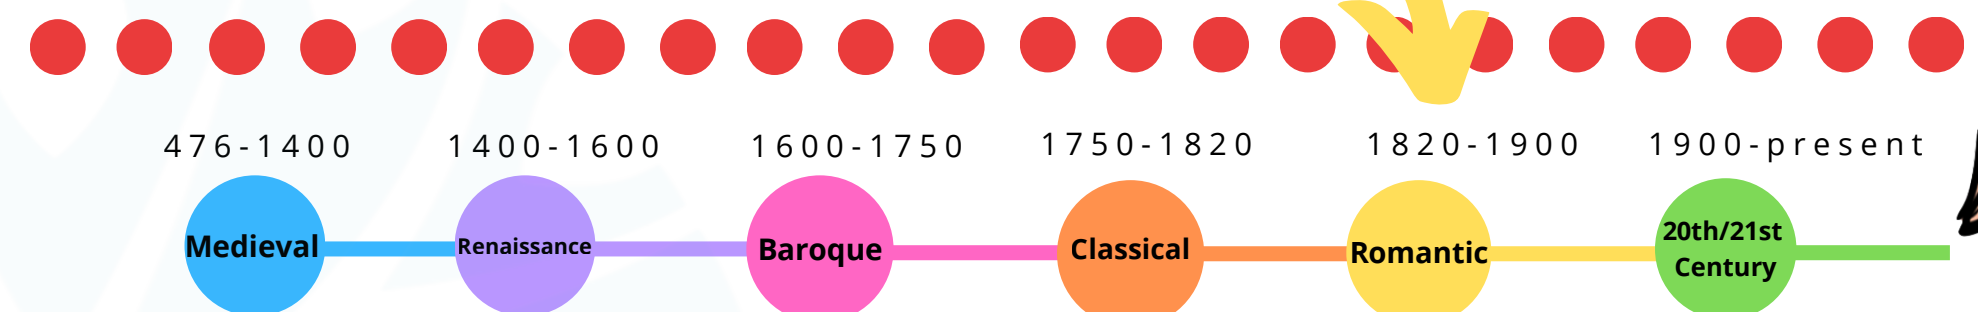 476-1400 1400-1600 1600-1750 1750-1820 1820-1900 1900-present
Medieval Renaissance Baroque Classical Romantic 20th/21st
Century